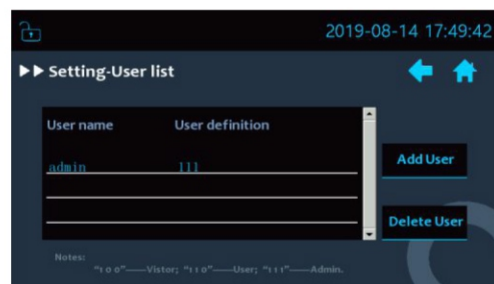 2019-08-14 17:49:42
▶▶ Setting-User list
User name User definition
admin 111
Add User
Delete User
Notes:
"1 0 0"——Vistor; "1 1 0"——User; "1 1 1"——Admin.